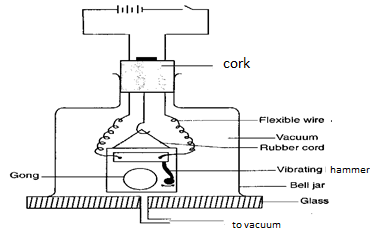 cork
Flexible wire
Vacuum
Rubber cord
Vibrating hammer
Gong
Bell jar
Glass
to vacuum